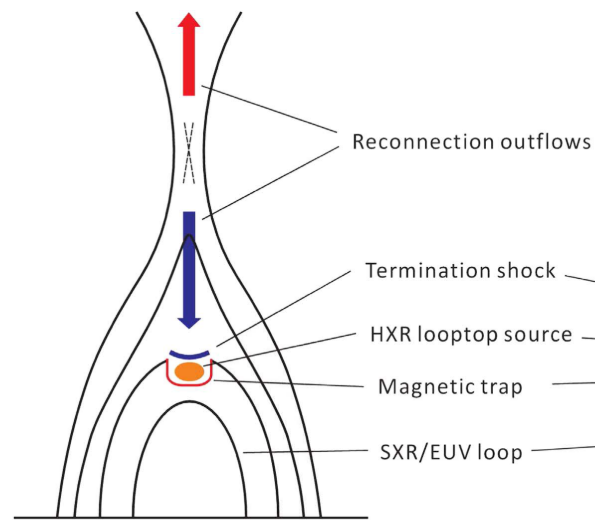 Reconnection outflows
Termination shock
HXR looptop source
Magnetic trap
SXR/EUV loop